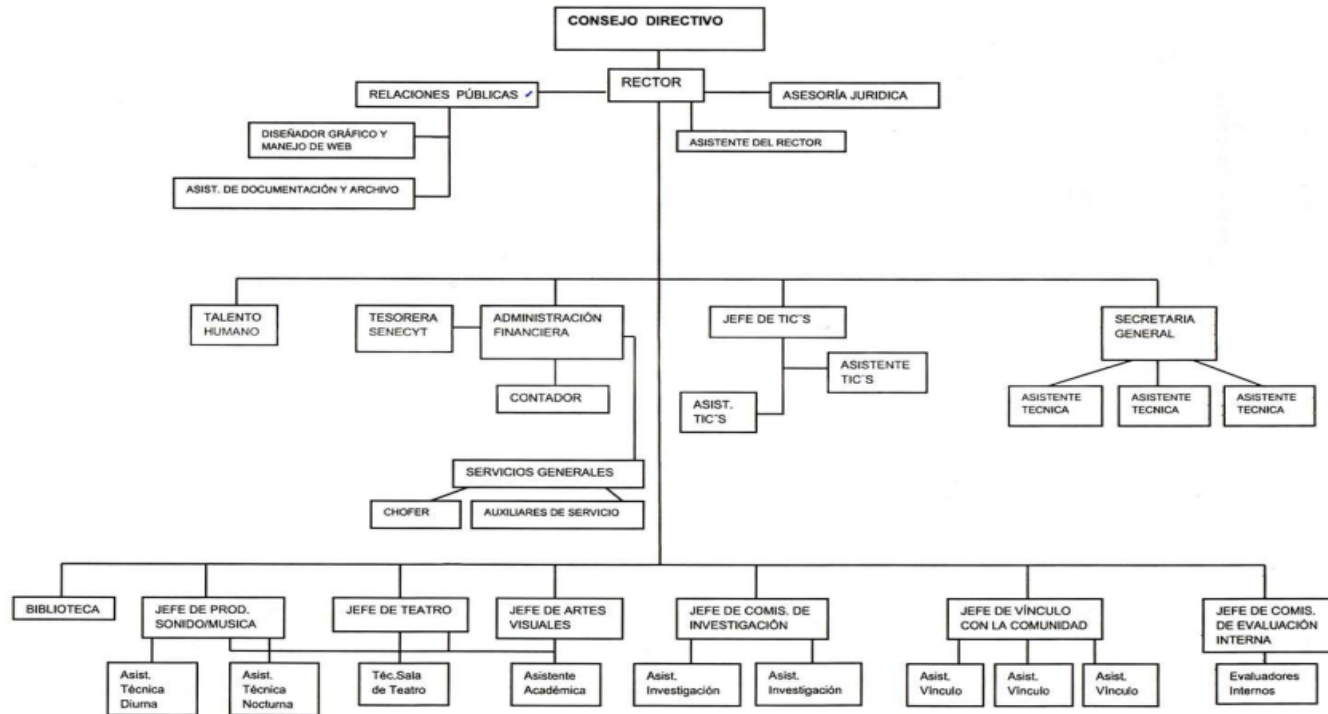 CONSEJO DIRECTIVO
RECTOR
RELACIONES PÚBLICAS
ASESORÍA JURIDICA
DISEÑADOR GRÁFICO Y
MANEJO DE WEB
ASISTENTE DEL RECTOR
ASIST. DE DOCUMENTACIÓN Y ARCHIVO
TALENTO
HUMANO
TESORERA
SENECYT
ADMINISTRACIÓN
FINANCIERA
JEFE DE TIC¨S
SECRETARIA
GENERAL
ASISTENTE
TIC¨S
CONTADOR
ASIST.
TIC¨S
ASISTENTE
TECNICA
ASISTENTE
TECNICA
ASISTENTE
TECNICA
SERVICIOS GENERALES
CHOFER
AUXILIARES DE SERVICIO
BIBLIOTECA
JEFE DE PROD.
SONIDO/MUSICA
JEFE DE TEATRO
JEFE DE ARTES
VISUALES
JEFE DE COMIS. DE
INVESTIGACIÓN
JEFE DE VÍNCULO
CON LA COMUNIDAD
JEFE DE COMIS.
DE EVALUACIÓN
INTERNA
Asist.
Técnica
Diurna
Asist.
Técnica
Nocturna
Téc.Sala
de Teatro
Asistente
Académica
Asist.
Investigación
Asist.
Investigación
Asist.
Vínculo
Asist.
Vínculo
Asist.
Vínculo
Evaluadores
Internos